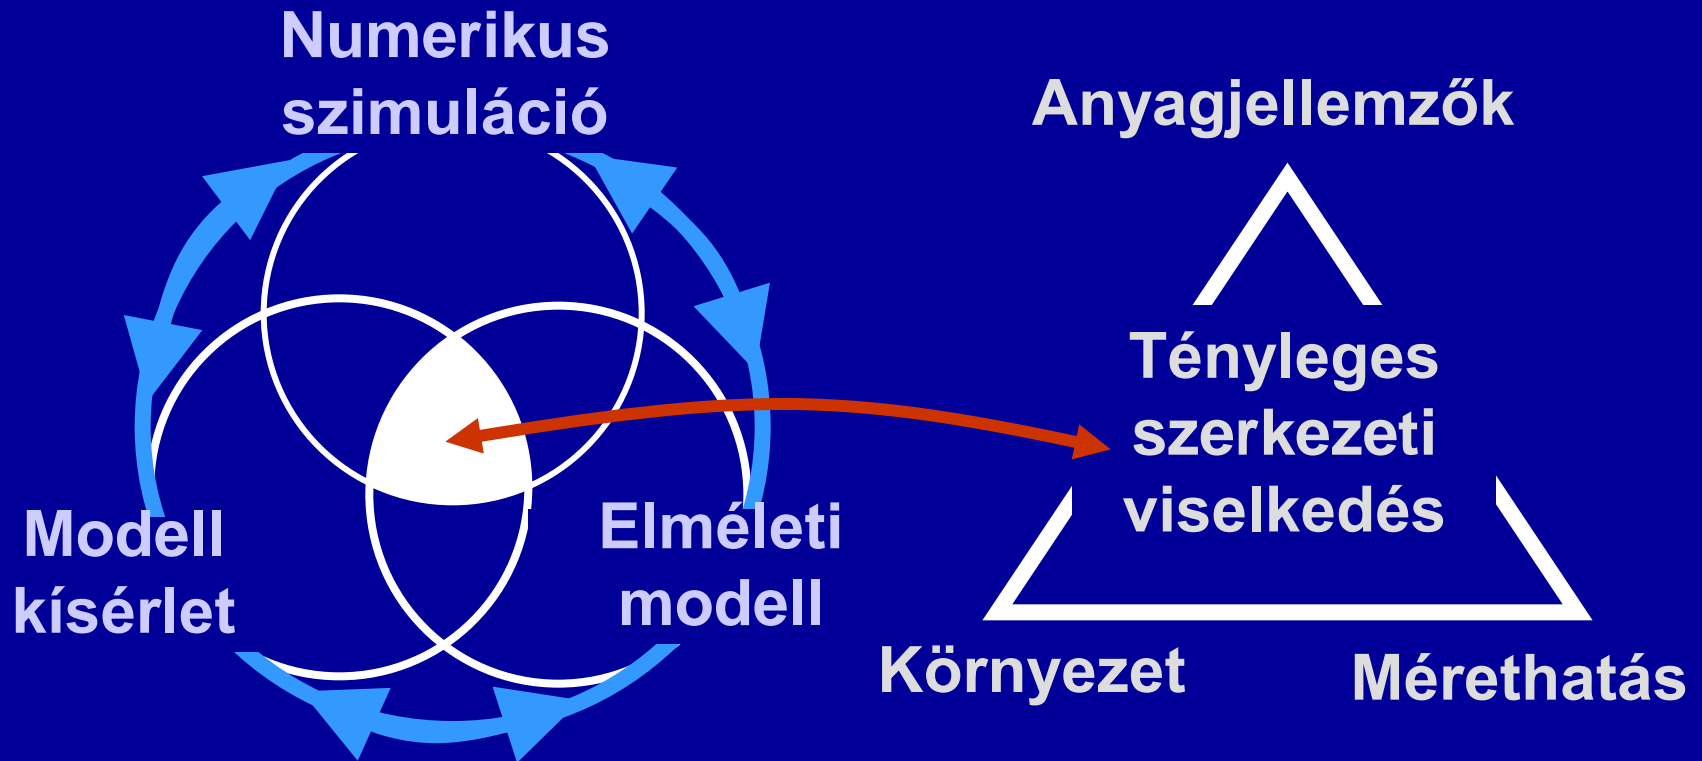 Numerikus
szimuláció
Modell
kísérlet
Elméleti
modell
Anyagjellemzők
Tényleges
szerkezeti
viselkedés
Környezet
Mérethatás